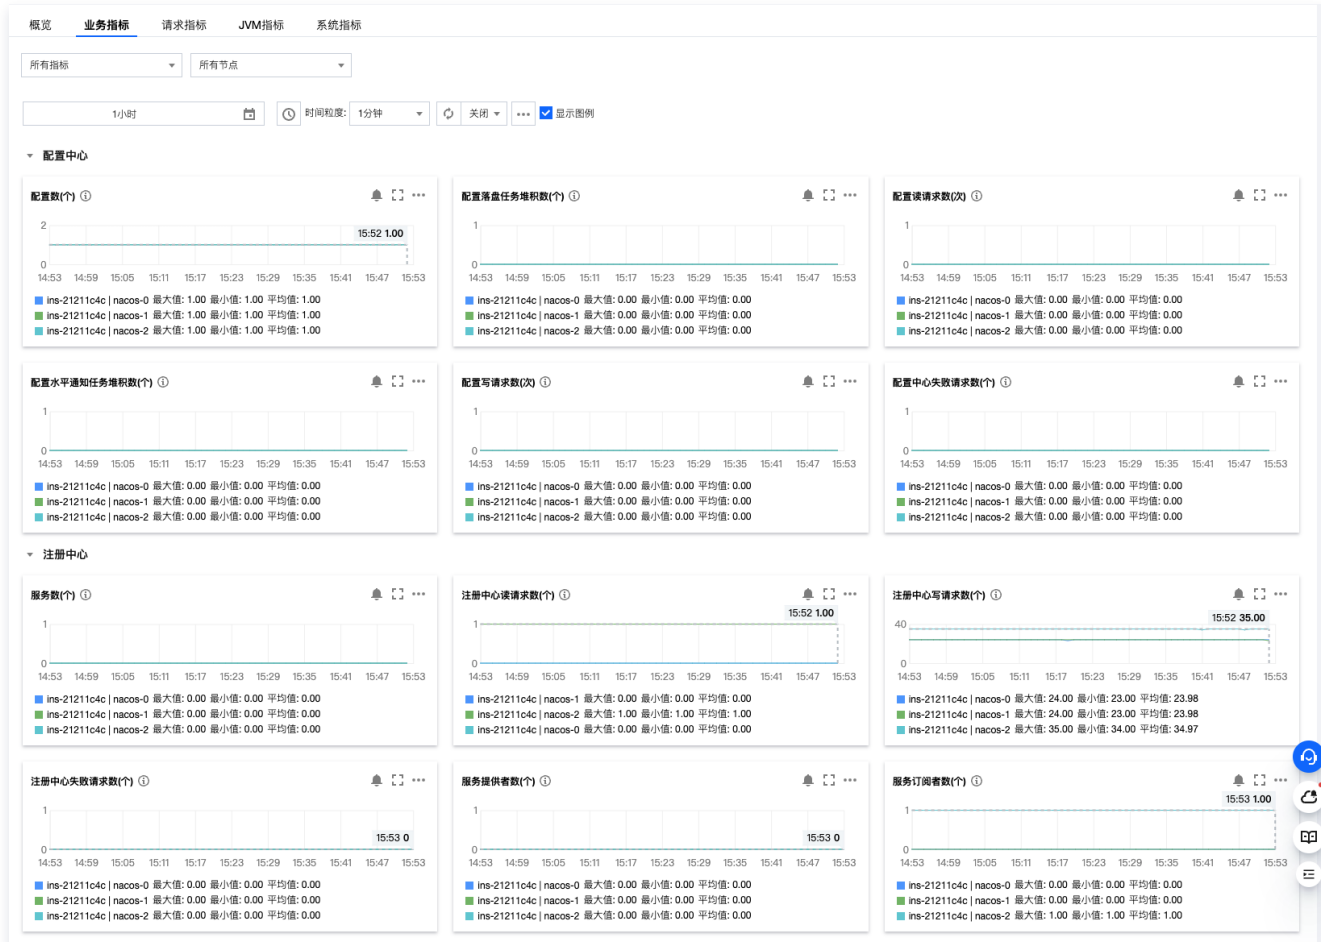 概览 业务指标 请求指标 JVM指标 系统指标
所有指标 所有节点
1小时 时间粒度: 1分钟 关闭 显示图例
配置中心
配置数(个) 配置落盘任务堆积数(个) 配置读请求数(次)
2
15:52 1.00
0
14:53 14:59 15:05 15:11 15:17 15:23 15:29 15:35 15:41 15:47 15:53
ins-21211c4c | nacos-0 最大值: 1.00 最小值: 1.00 平均值: 1.00
ins-21211c4c | nacos-1 最大值: 1.00 最小值: 1.00 平均值: 1.00
ins-21211c4c | nacos-2 最大值: 1.00 最小值: 1.00 平均值: 1.00
1
0
14:53 14:59 15:05 15:11 15:17 15:23 15:29 15:35 15:41 15:47 15:53
ins-21211c4c | nacos-0 最大值: 0.00 最小值: 0.00 平均值: 0.00
ins-21211c4c | nacos-1 最大值: 0.00 最小值: 0.00 平均值: 0.00
ins-21211c4c | nacos-2 最大值: 0.00 最小值: 0.00 平均值: 0.00
1
0
14:53 14:59 15:05 15:11 15:17 15:23 15:29 15:35 15:41 15:47 15:53
ins-21211c4c | nacos-0 最大值: 0.00 最小值: 0.00 平均值: 0.00
ins-21211c4c | nacos-1 最大值: 0.00 最小值: 0.00 平均值: 0.00
ins-21211c4c | nacos-2 最大值: 0.00 最小值: 0.00 平均值: 0.00
配置水平通知任务堆积数(个) 配置写请求数(次) 配置中心失败请求数(个)
1
0
14:53 14:59 15:05 15:11 15:17 15:23 15:29 15:35 15:41 15:47 15:53
ins-21211c4c | nacos-0 最大值: 0.00 最小值: 0.00 平均值: 0.00
ins-21211c4c | nacos-1 最大值: 0.00 最小值: 0.00 平均值: 0.00
ins-21211c4c | nacos-2 最大值: 0.00 最小值: 0.00 平均值: 0.00
1
0
14:53 14:59 15:05 15:11 15:17 15:23 15:29 15:35 15:41 15:47 15:53
ins-21211c4c | nacos-0 最大值: 0.00 最小值: 0.00 平均值: 0.00
ins-21211c4c | nacos-1 最大值: 0.00 最小值: 0.00 平均值: 0.00
ins-21211c4c | nacos-2 最大值: 0.00 最小值: 0.00 平均值: 0.00
1
0
14:53 14:59 15:05 15:11 15:17 15:23 15:29 15:35 15:41 15:47 15:53
ins-21211c4c | nacos-0 最大值: 0.00 最小值: 0.00 平均值: 0.00
ins-21211c4c | nacos-1 最大值: 0.00 最小值: 0.00 平均值: 0.00
ins-21211c4c | nacos-2 最大值: 0.00 最小值: 0.00 平均值: 0.00
注册中心
服务数(个) 注册中心读请求数(个) 注册中心写请求数(个)
1
0
14:53 14:59 15:05 15:11 15:17 15:23 15:29 15:35 15:41 15:47 15:53
ins-21211c4c | nacos-0 最大值: 0.00 最小值: 0.00 平均值: 0.00
ins-21211c4c | nacos-1 最大值: 0.00 最小值: 0.00 平均值: 0.00
ins-21211c4c | nacos-2 最大值: 0.00 最小值: 0.00 平均值: 0.00
15:52 1.00
1
0
14:53 14:59 15:05 15:11 15:17 15:23 15:29 15:35 15:41 15:47 15:53
ins-21211c4c | nacos-1 最大值: 0.00 最小值: 0.00 平均值: 0.00
ins-21211c4c | nacos-2 最大值: 1.00 最小值: 1.00 平均值: 1.00
ins-21211c4c | nacos-0 最大值: 0.00 最小值: 0.00 平均值: 0.00
15:52 35.00
40
0
14:53 14:59 15:05 15:11 15:17 15:23 15:29 15:35 15:41 15:47 15:53
ins-21211c4c | nacos-0 最大值: 24.00 最小值: 23.00 平均值: 23.98
ins-21211c4c | nacos-1 最大值: 24.00 最小值: 23.00 平均值: 23.98
ins-21211c4c | nacos-2 最大值: 35.00 最小值: 34.00 平均值: 34.97
注册中心失败请求数(个) 服务提供者数(个) 服务订阅者数(个)
1
15:53 0
0
14:53 14:59 15:05 15:11 15:17 15:23 15:29 15:35 15:41 15:47 15:53
ins-21211c4c | nacos-0 最大值: 0.00 最小值: 0.00 平均值: 0.00
ins-21211c4c | nacos-1 最大值: 0.00 最小值: 0.00 平均值: 0.00
ins-21211c4c | nacos-2 最大值: 0.00 最小值: 0.00 平均值: 0.00
1
15:53 0
0
14:53 14:59 15:05 15:11 15:17 15:23 15:29 15:35 15:41 15:47 15:53
ins-21211c4c | nacos-0 最大值: 0.00 最小值: 0.00 平均值: 0.00
ins-21211c4c | nacos-1 最大值: 0.00 最小值: 0.00 平均值: 0.00
ins-21211c4c | nacos-2 最大值: 0.00 最小值: 0.00 平均值: 0.00
15:53 1.00
1
0
14:53 14:59 15:05 15:11 15:17 15:23 15:29 15:35 15:41 15:47 15:53
ins-21211c4c | nacos-0 最大值: 0.00 最小值: 0.00 平均值: 0.00
ins-21211c4c | nacos-1 最大值: 0.00 最小值: 0.00 平均值: 0.00
ins-21211c4c | nacos-2 最大值: 1.00 最小值: 1.00 平均值: 1.00